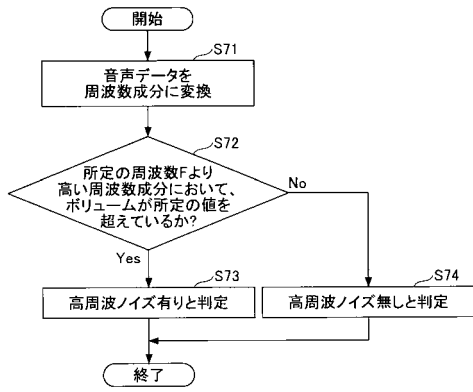 開始
S71
音声データを
周波数成分に変換
S72
所定の周波数Fより
高い周波数成分において、
ボリュームが所定の値を
超えているか?
No
Yes
S73
高周波ノイズ有りと判定
S74
高周波ノイズ無しと判定
終了